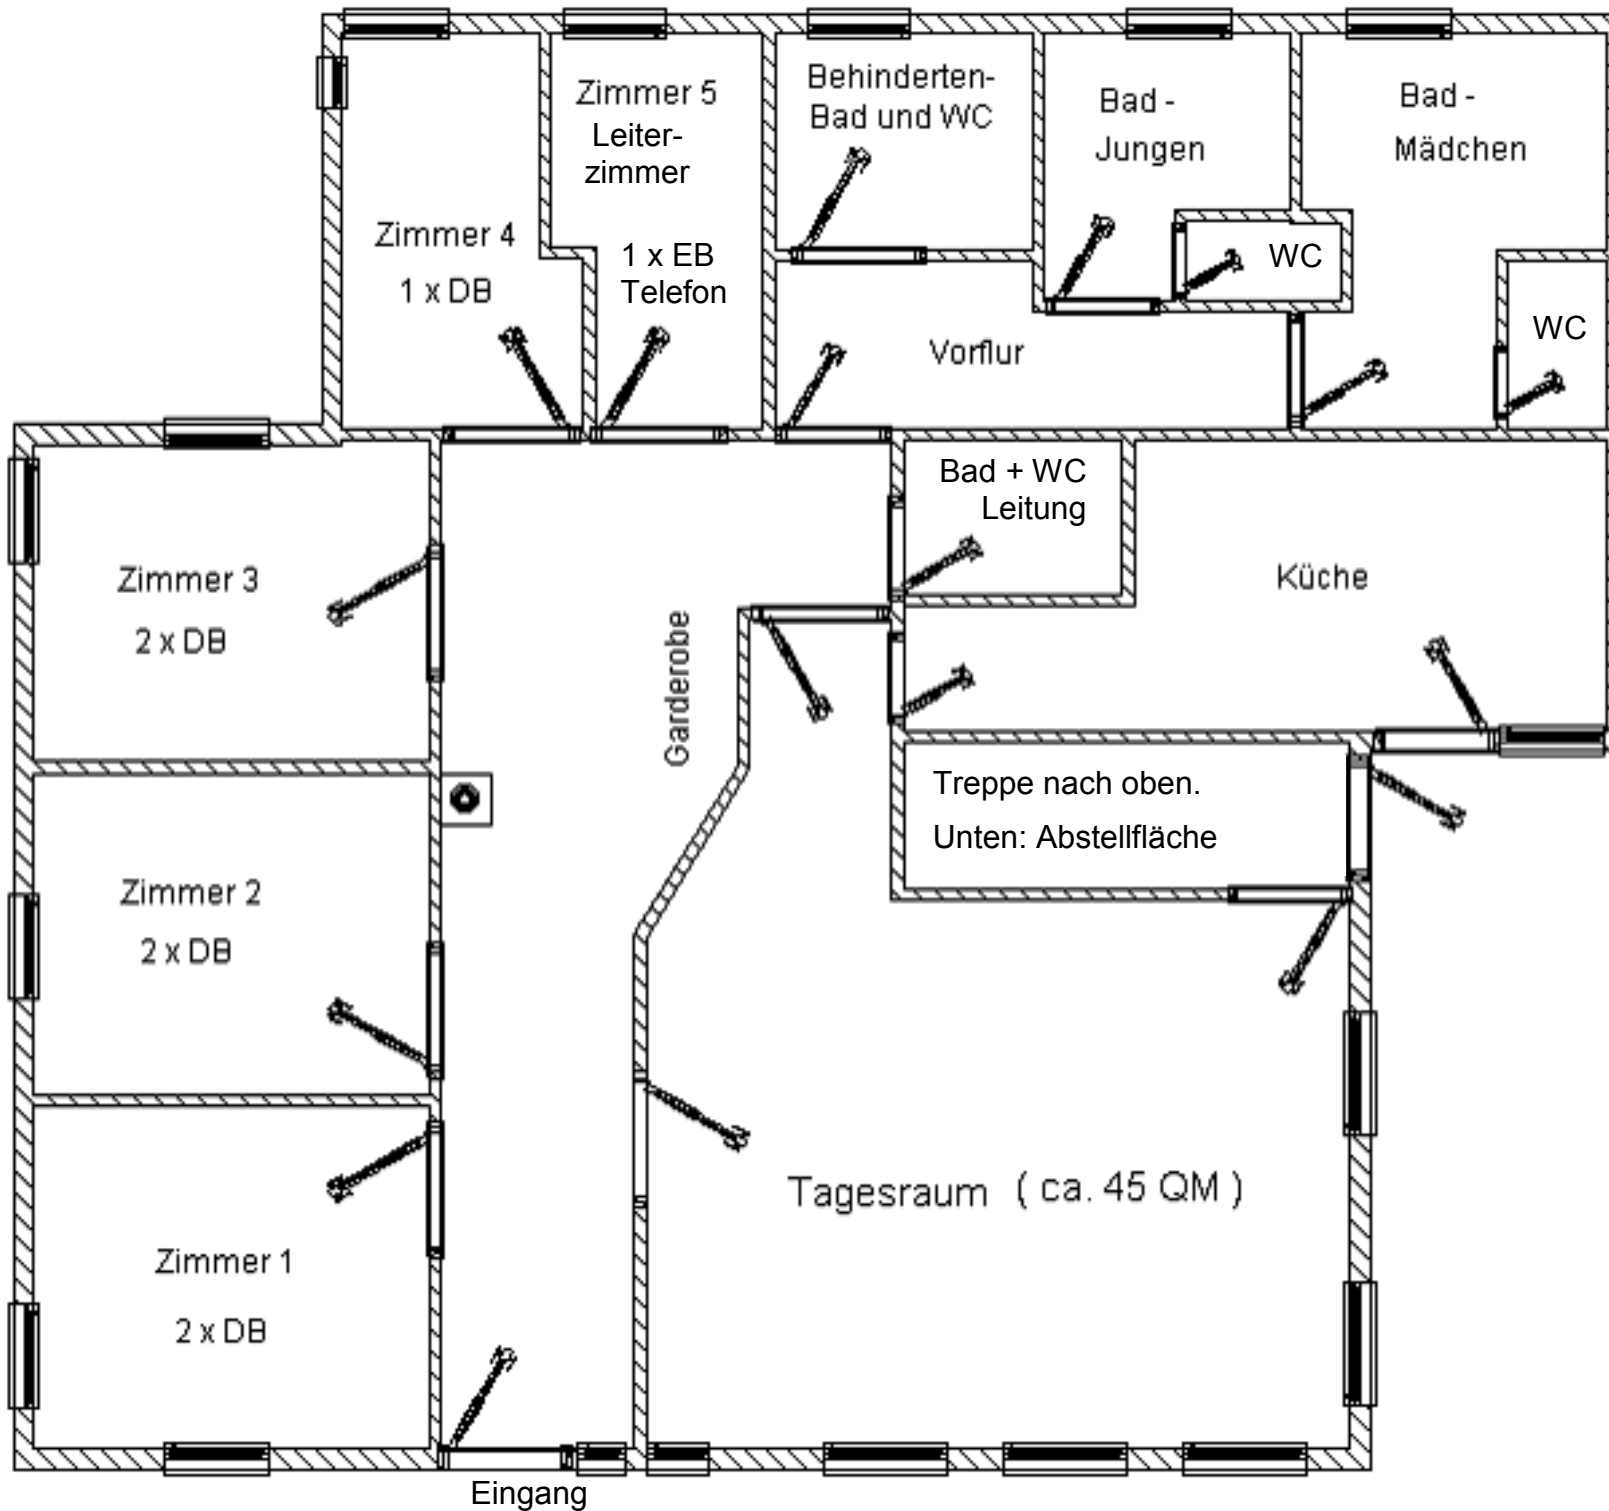 Zimmer 5
Leiter-
zimmer
1 x EB
Telefon
Behinderten-
Bad und WC
Bad -
Jungen
Bad -
Mädchen
Zimmer 4
1 x DB
WC
WC
Vorflur
Bad + WC
Leitung
Küche
Zimmer 3
2 x DB
Garderobe
Treppe nach oben.
Unten: Abstellfläche
Zimmer 2
2 x DB
Tagesraum ( ca. 45 QM )
Zimmer 1
2 x DB
Eingang